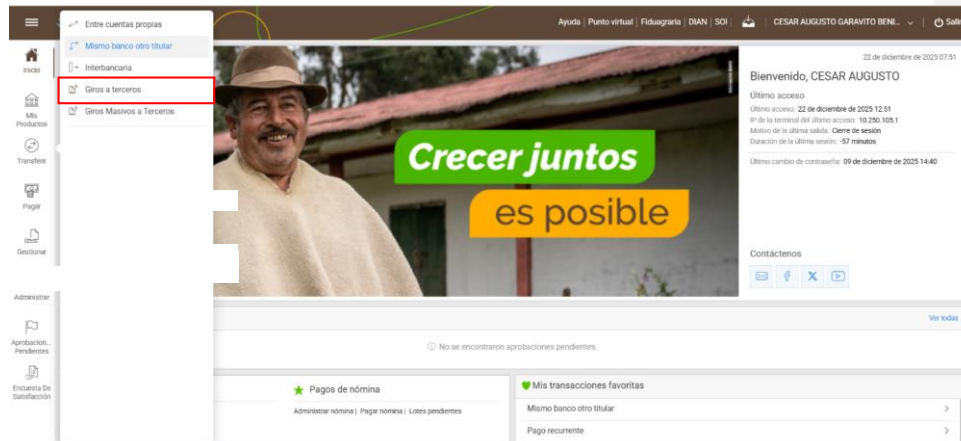 Ayuda | Punto virtual | Fiduagraria | DIAN | SOI | CESAR AUGUSTO GARAVITO BENI... | Salir
Entre cuentas propias
Mismo banco otro titular
Interbancaria
Giros a terceros
Giros Masivos a Terceros
Inicio
Mis
Productos
Transferir
Pagar
Gestionar
Administrar
Aprobacion...
Pendientes
Encuesta De
Satisfacción
Crecer juntos
es posible
22 de diciembre de 2025 07:51
Bienvenido, CESAR AUGUSTO
Último acceso
Último acceso: 22 de diciembre de 2025 12:51
IP de la terminal del último acceso: 10.250.105.1
Motivo de la última salida: Cierre de sesión
Duración de la última sesión: -57 minutos
Último cambio de contraseña: 09 de diciembre de 2025 14:40
Contáctenos
Ver todas
No se encontraron aprobaciones pendientes.
Pagos de nómina
Administrar nómina | Pagar nómina | Lotes pendientes
Mis transacciones favoritas
Mismo banco otro titular
Pago recurrente